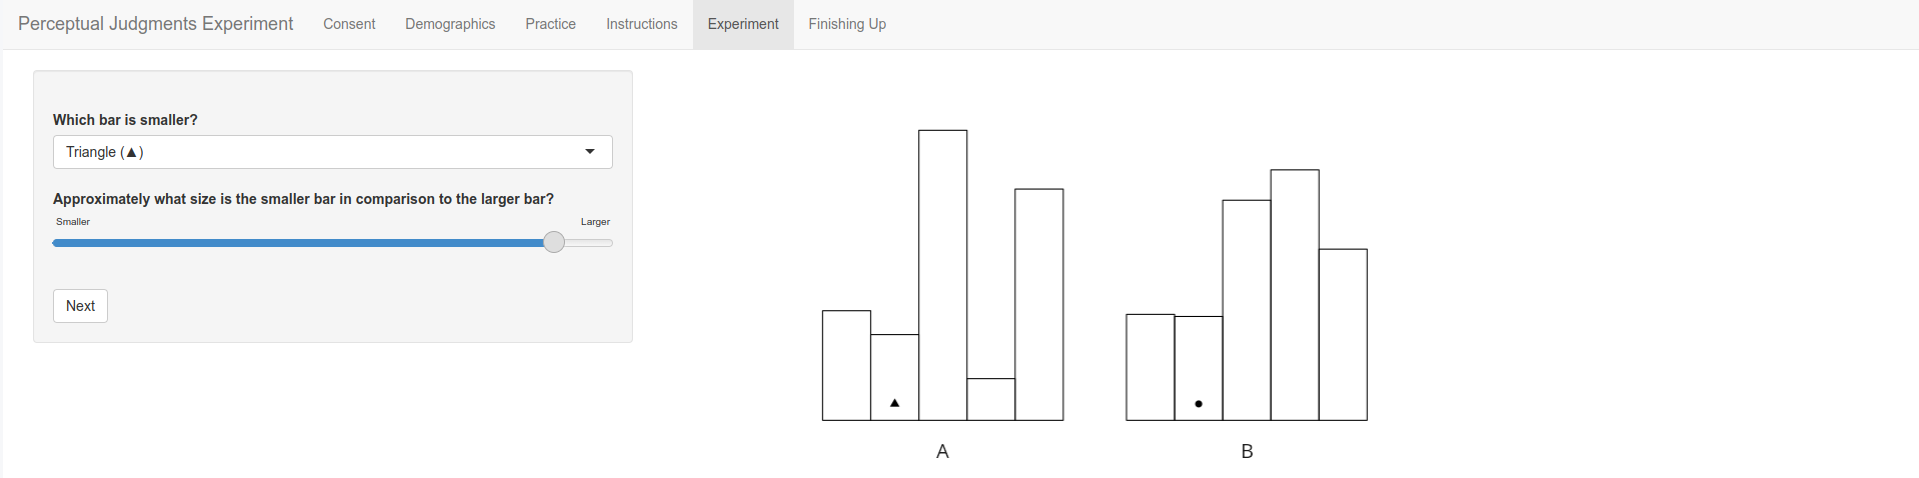 Perceptual Judgments Experiment Consent Demographics Practice Instructions Experiment Finishing Up
Which bar is smaller?
Triangle (▲)
Approximately what size is the smaller bar in comparison to the larger bar?
Smaller Larger
Next
A B